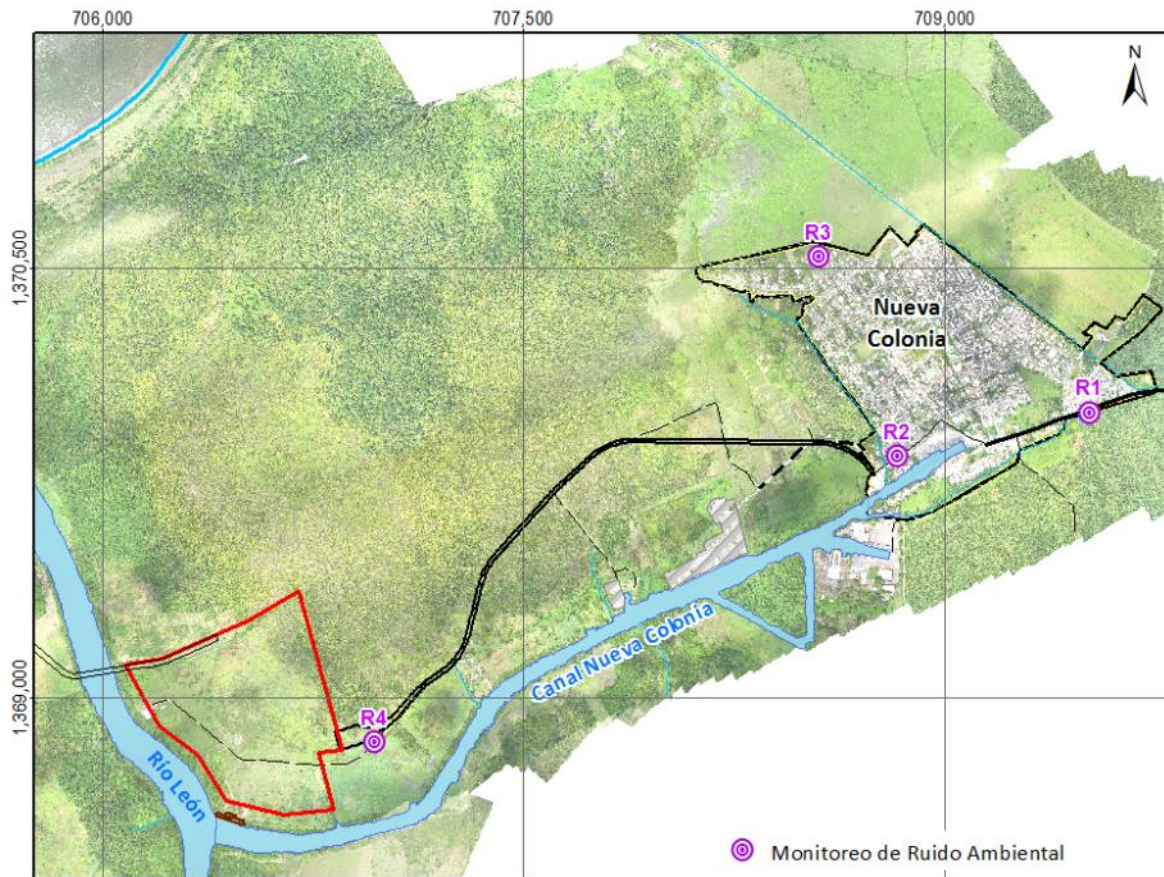 706,000
707,500
709,000
N
1,370,500
R3
Nueva
Colonia
R1
R2
1,369,000
Canal Nueva Colonia
R4
Río León
Monitoreo de Ruido Ambiental